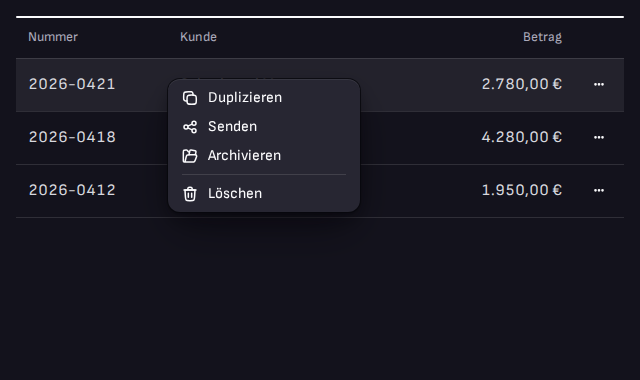 Nummer Kunde Betrag
2026-0421 2.780,00 € ···
Duplizieren
Senden
2026-0418 4.280,00 € ···
Archivieren
2026-0412 1.950,00 € ···
Löschen